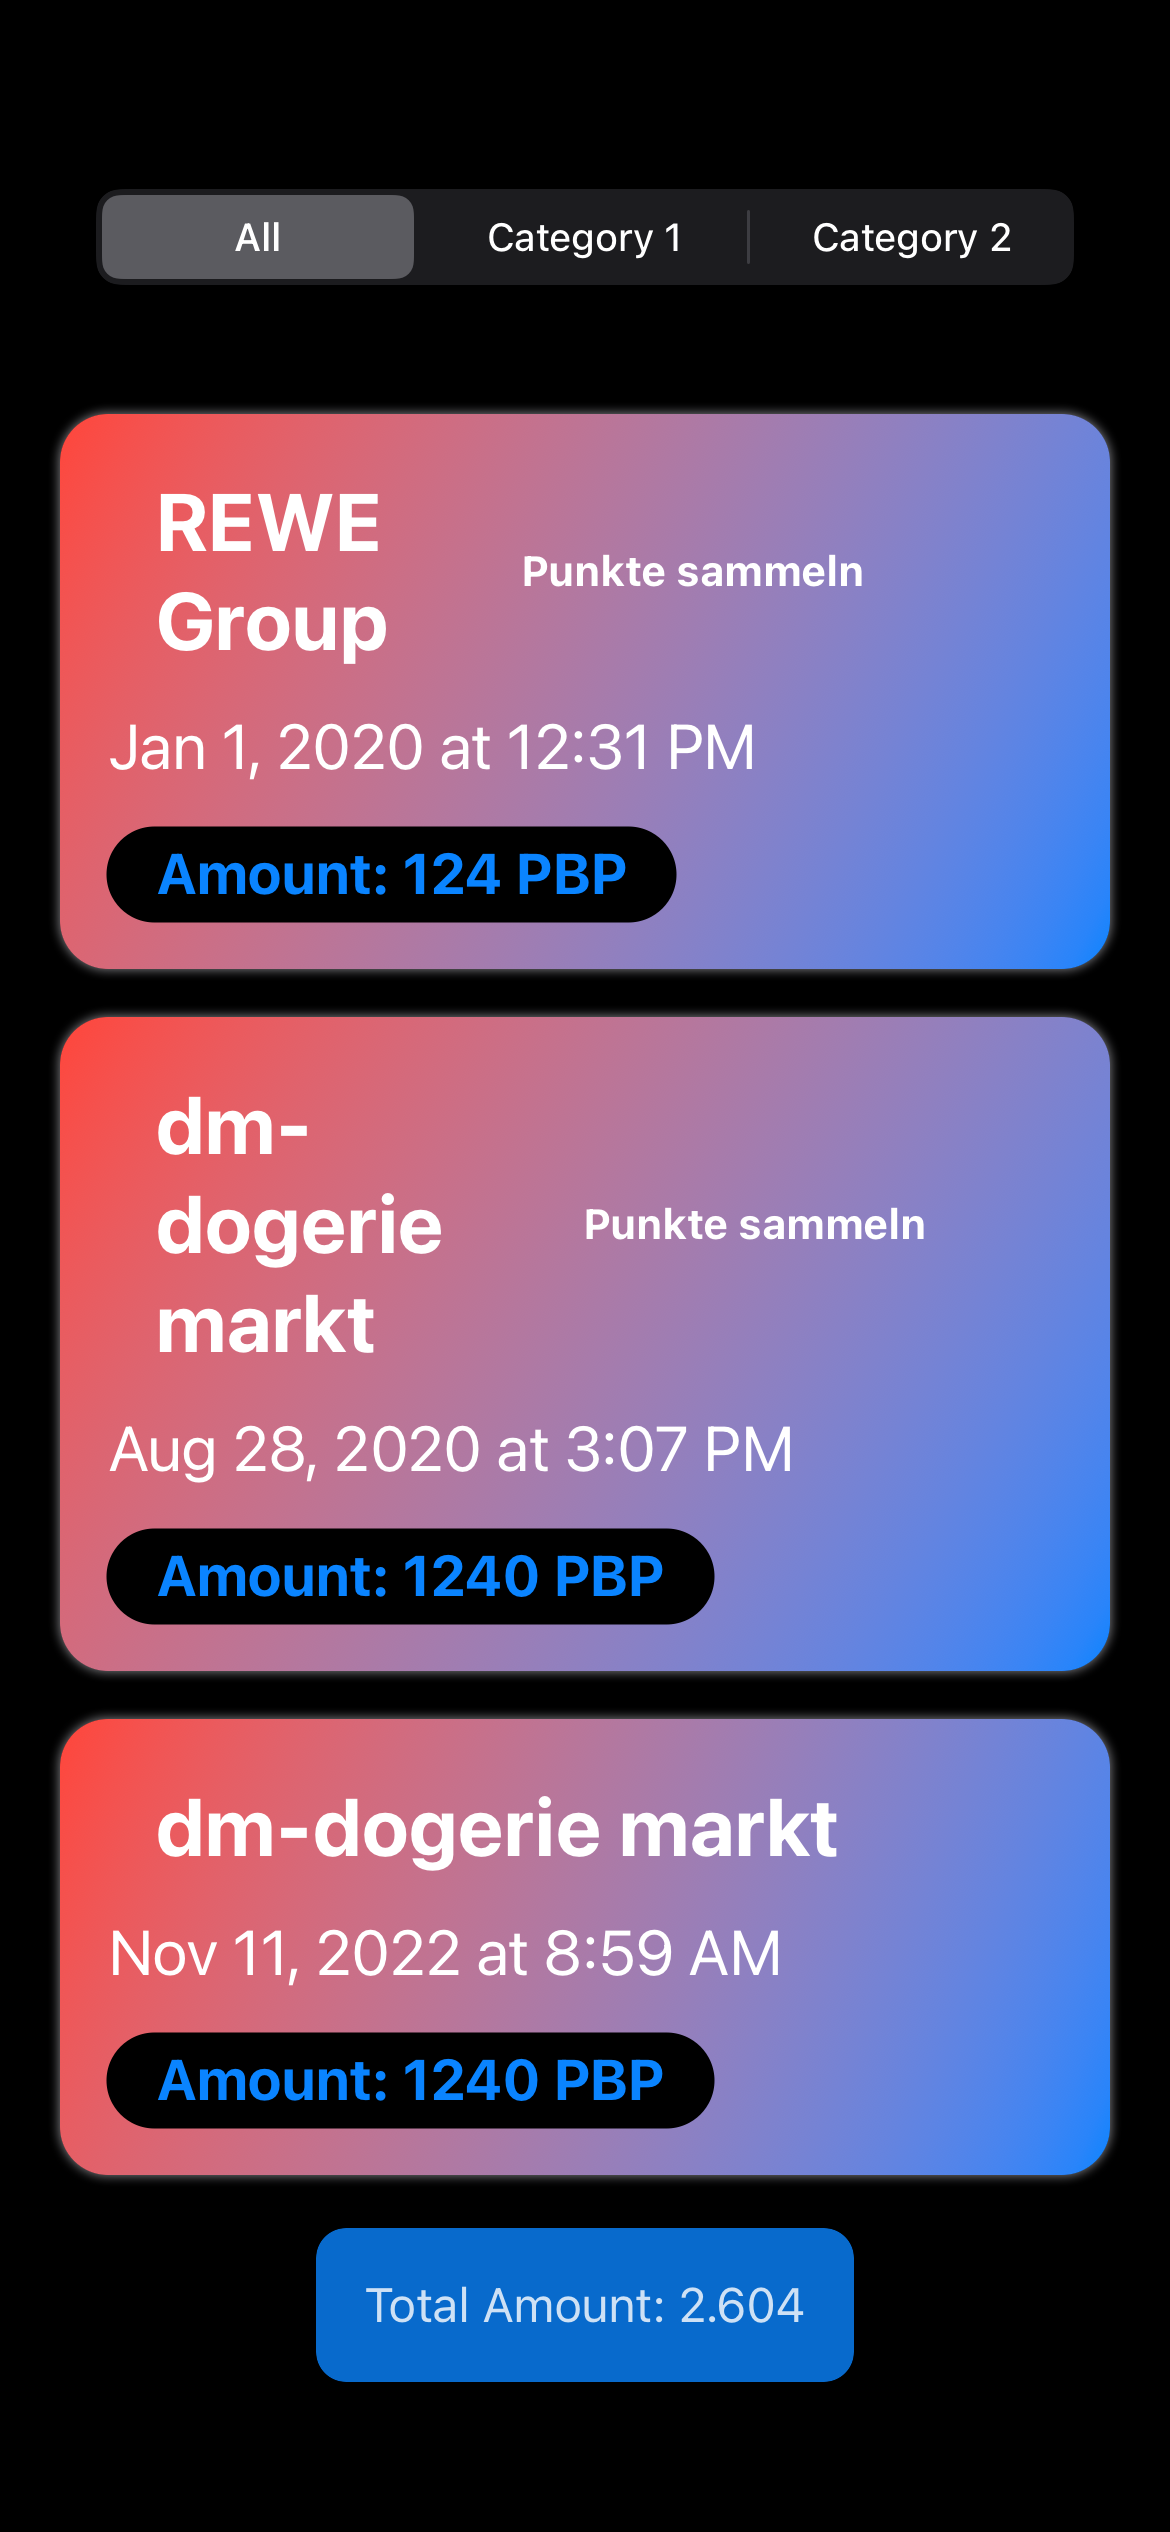 All
Category 1
Category 2
REWE
Group
Punkte sammeln
Jan 1, 2020 at 12:31 PM
Amount: 124 PBP
dm-
dogerie
markt
Punkte sammeln
Aug 28, 2020 at 3:07 PM
Amount: 1240 PBP
dm-dogerie markt
Nov 11, 2022 at 8:59 AM
Amount: 1240 PBP
Total Amount: 2.604